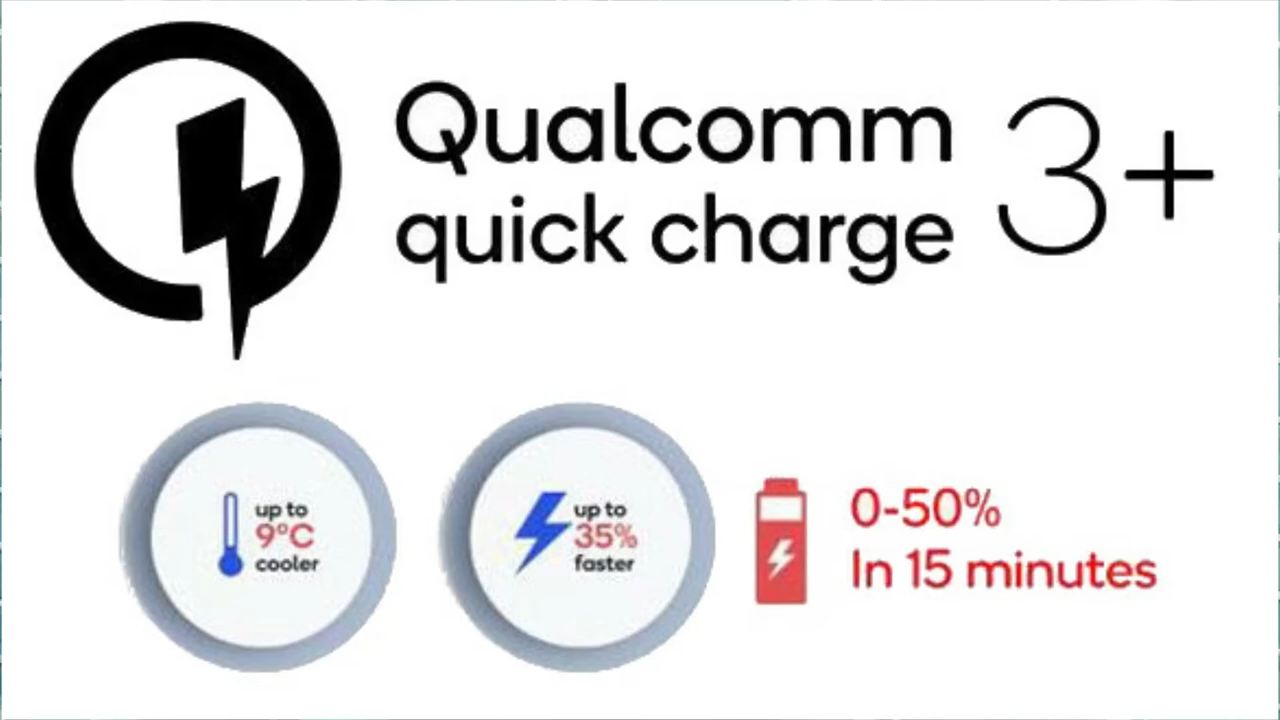 Qualcomm
quick charge 3+
up to
9°C
cooler
up to
35%
faster
0-50%
In 15 minutes